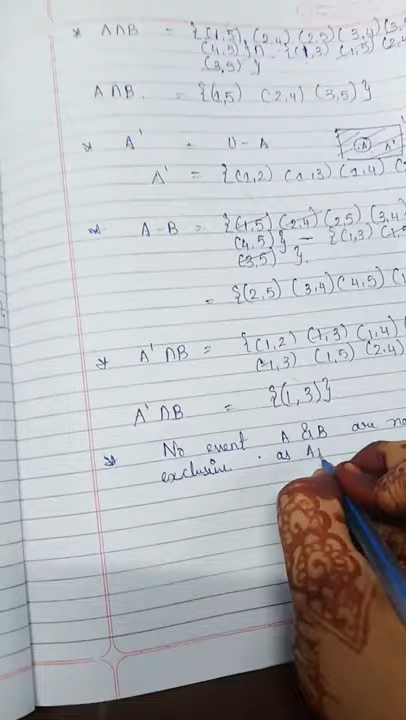 * A∩B = {(1,5), (2,4) (2,5) (3,4)
(4,5)} ∩ {(1,3) (1,5) (2,4
(3,5) }
A∩B. = {(1,5) (2,4) (3,5)}
* A' = U - A
A A'
A' = {(1,2) (1,3) (1,4)
* A-B = {(1,5) (2,4) (2,5) (3,4)
(4,5)} - {(1,3) (1,
(3,5) }.
= {(2,5) (3,4) (4,5)
* A'∩B = {(1,2) (1,3) (1,4)
(1,3) (1,5) (2,4)
A'∩B = {(1,3)}
* No event A & B are no
exclusive. as A